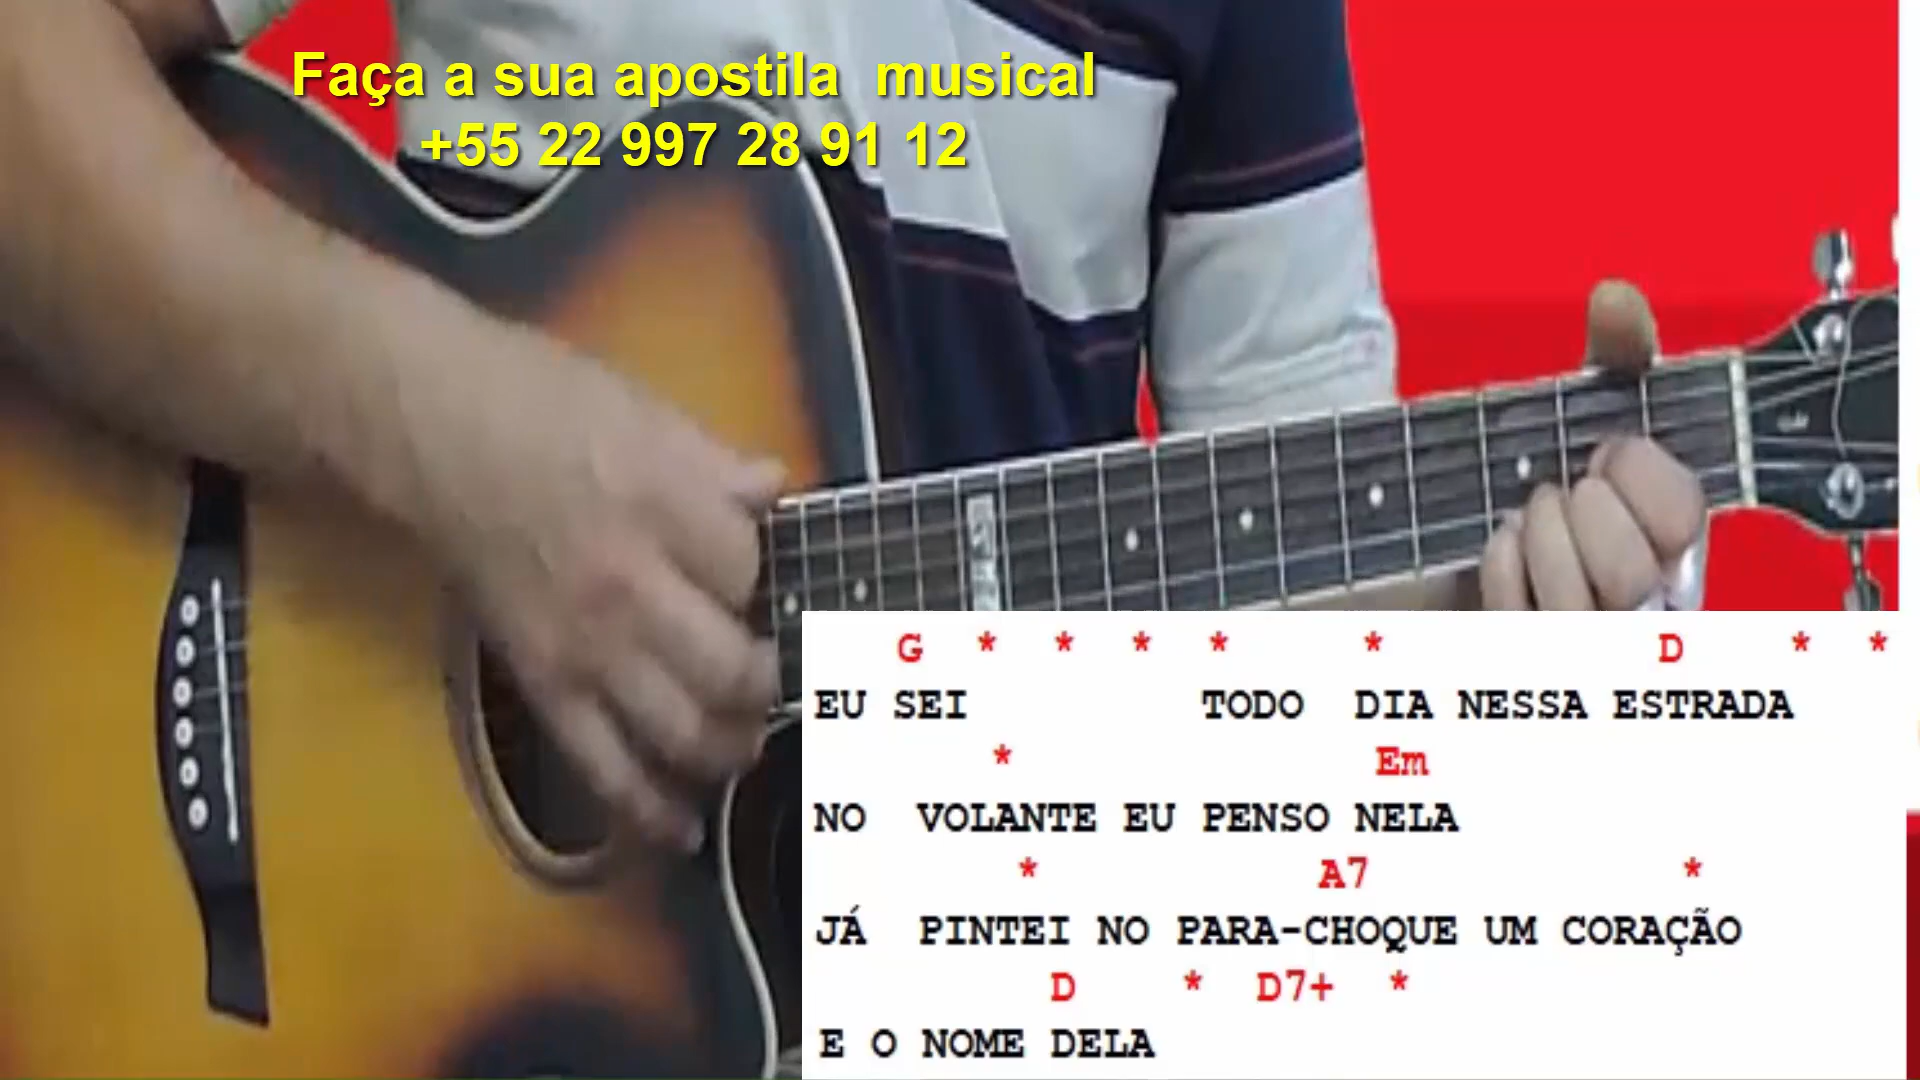 Faça a sua apostila musical
+55 22 997 28 91 12
G * * * * * D * *
EU SEI TODO DIA NESSA ESTRADA
* Em
NO VOLANTE EU PENSO NELA
* A7 *
JÁ PINTEI NO PARA-CHOQUE UM CORAÇÃO
D * D7+ *
E O NOME DELA